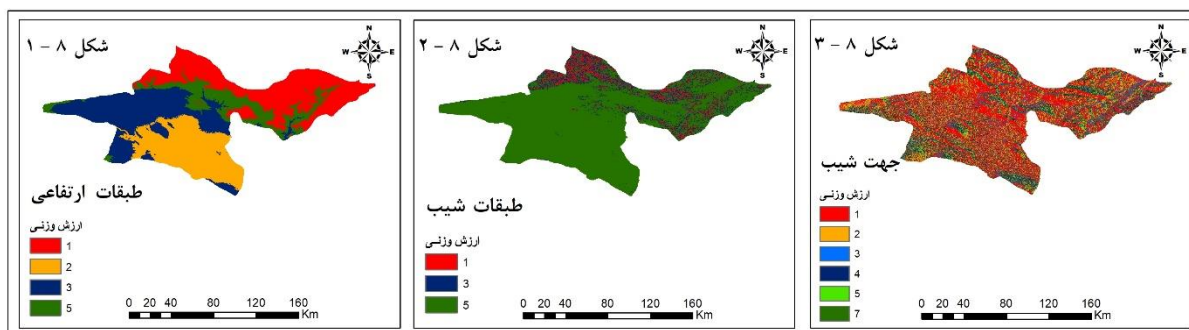 شکل ۸ - ۱
N
W E
S
طبقات ارتفاعی
ارزش وزنی
1
2
3
5
0 20 40 80 120 160
Km
شکل ۸ - ۲
N
W E
S
طبقات شیب
ارزش وزنی
1
3
5
0 20 40 80 120 160
Km
شکل ۸ - ۳
N
W E
S
جهت شیب
ارزش وزنی
1
2
3
4
5
7
0 20 40 80 120 160
Km